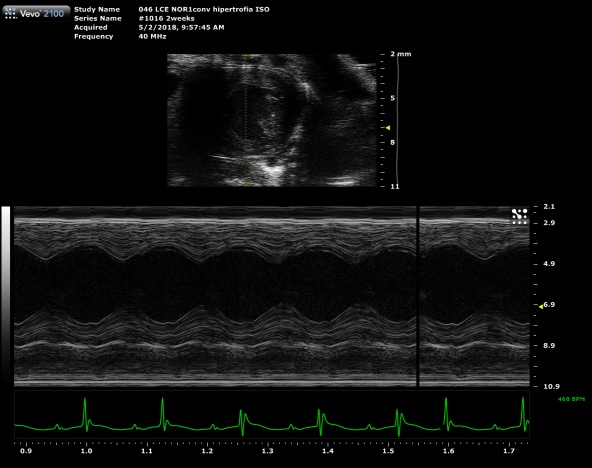 Vevo 2100
Study Name 046 LCE NOR1conv hipertrofia ISO
Series Name #1016 2weeks
Acquired 5/2/2018, 9:57:45 AM
Frequency 40 MHz
2 mm
5
8
11
2.1
2.9
4.9
6.9
8.9
10.9
468 BPM
0.9 1.0 1.1 1.2 1.3 1.4 1.5 1.6 1.7